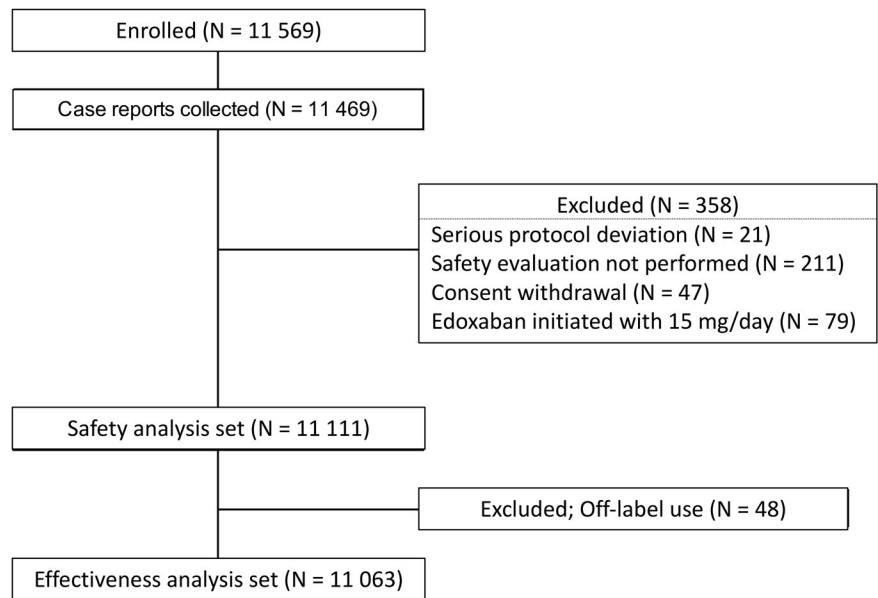 Enrolled (N = 11 569)
Case reports collected (N = 11 469)
Excluded (N = 358)
Serious protocol deviation (N = 21)
Safety evaluation not performed (N = 211)
Consent withdrawal (N = 47)
Edoxaban initiated with 15 mg/day (N = 79)
Safety analysis set (N = 11 111)
Excluded; Off-label use (N = 48)
Effectiveness analysis set (N = 11 063)